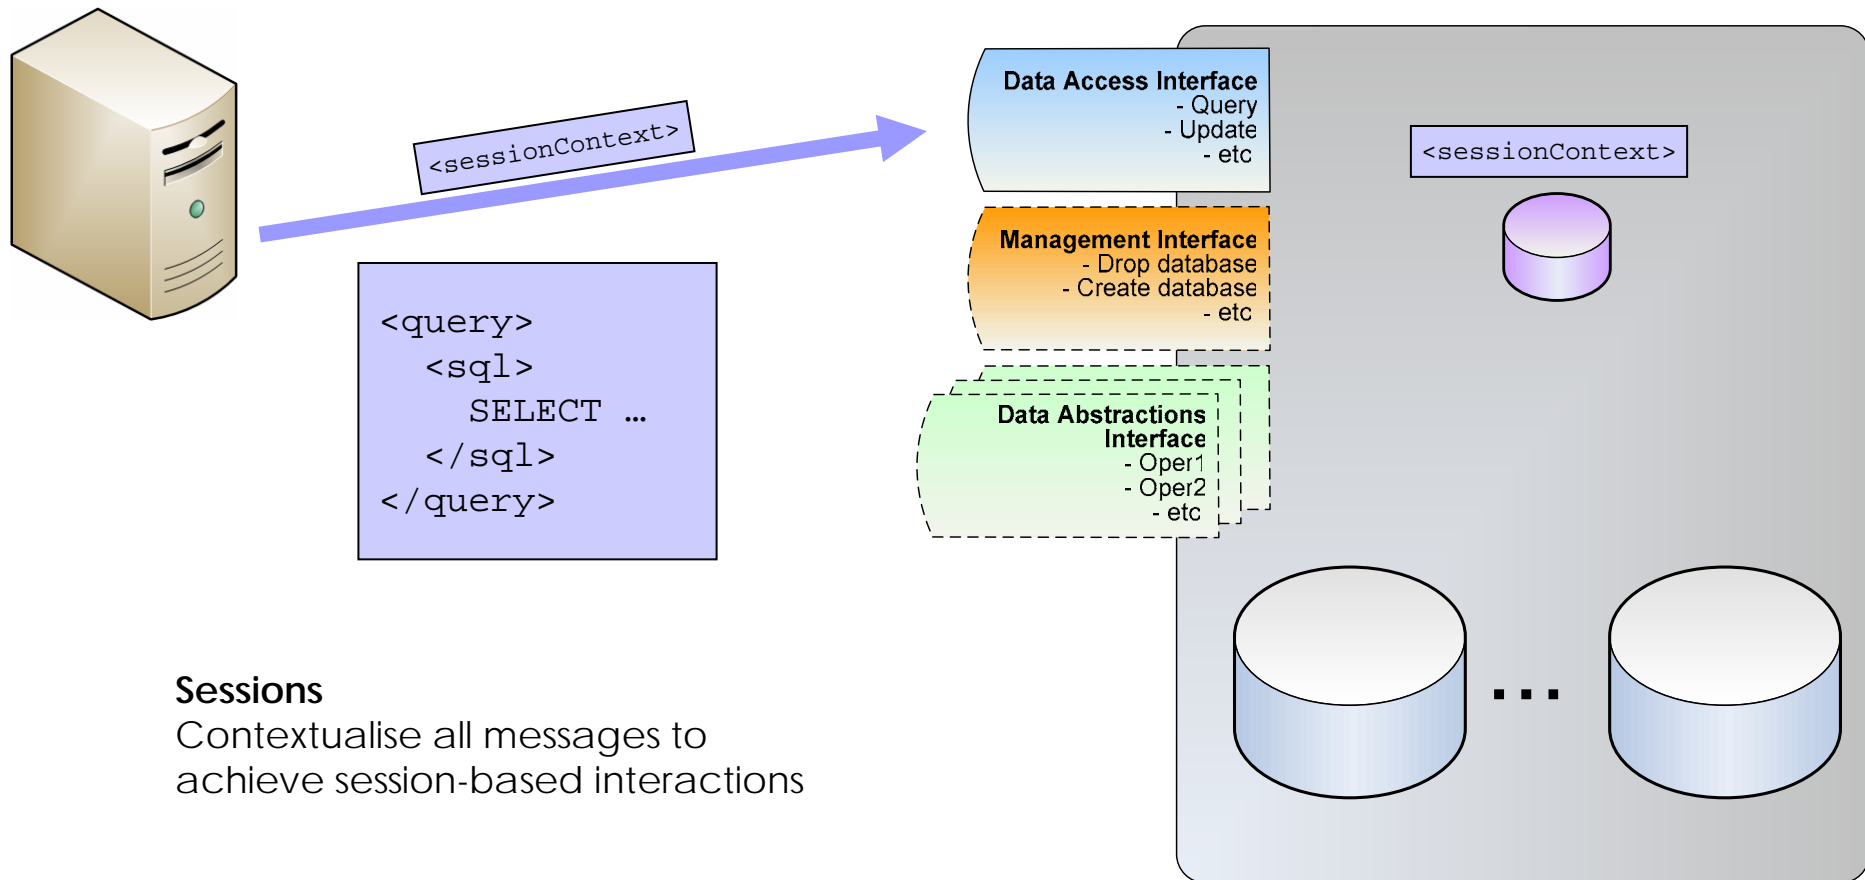 <sessionContext>
<query>
<sql>
SELECT …
</sql>
</query>
Data Access Interface
- Query
- Update
- etc
Management Interface
- Drop database
- Create database
- etc
Data Abstractions
Interface
- Oper1
- Oper2
- etc
<sessionContext>
...
Sessions
Contextualise all messages to
achieve session-based interactions